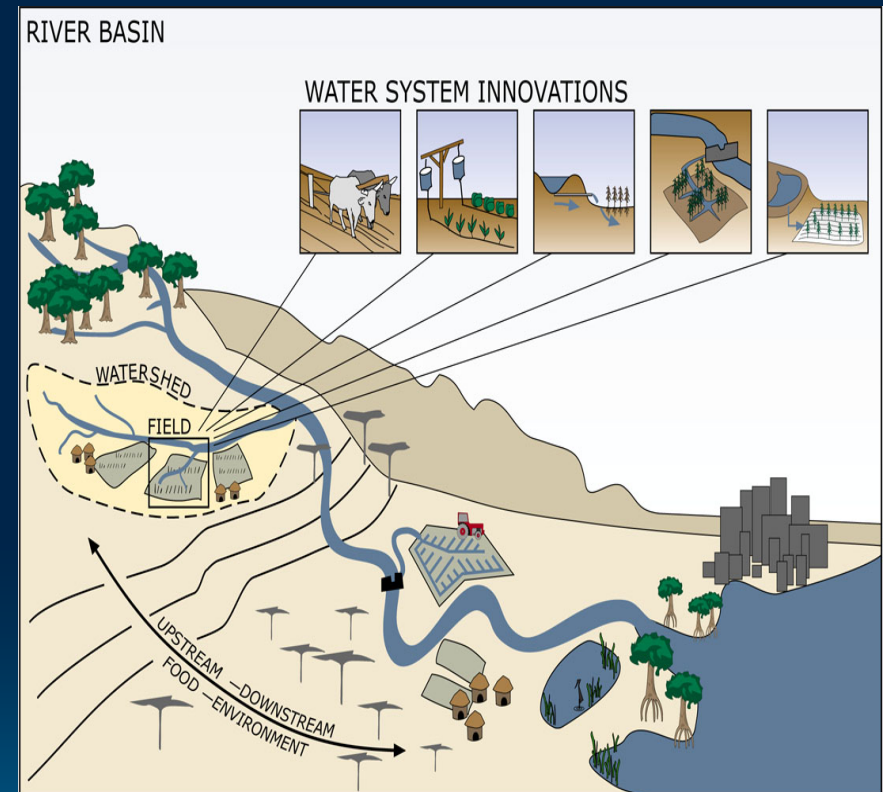 RIVER BASIN
WATER SYSTEM INNOVATIONS
WATERSHED
FIELD
UPSTREAM –DOWNSTREAM
FOOD –ENVIRONMENT